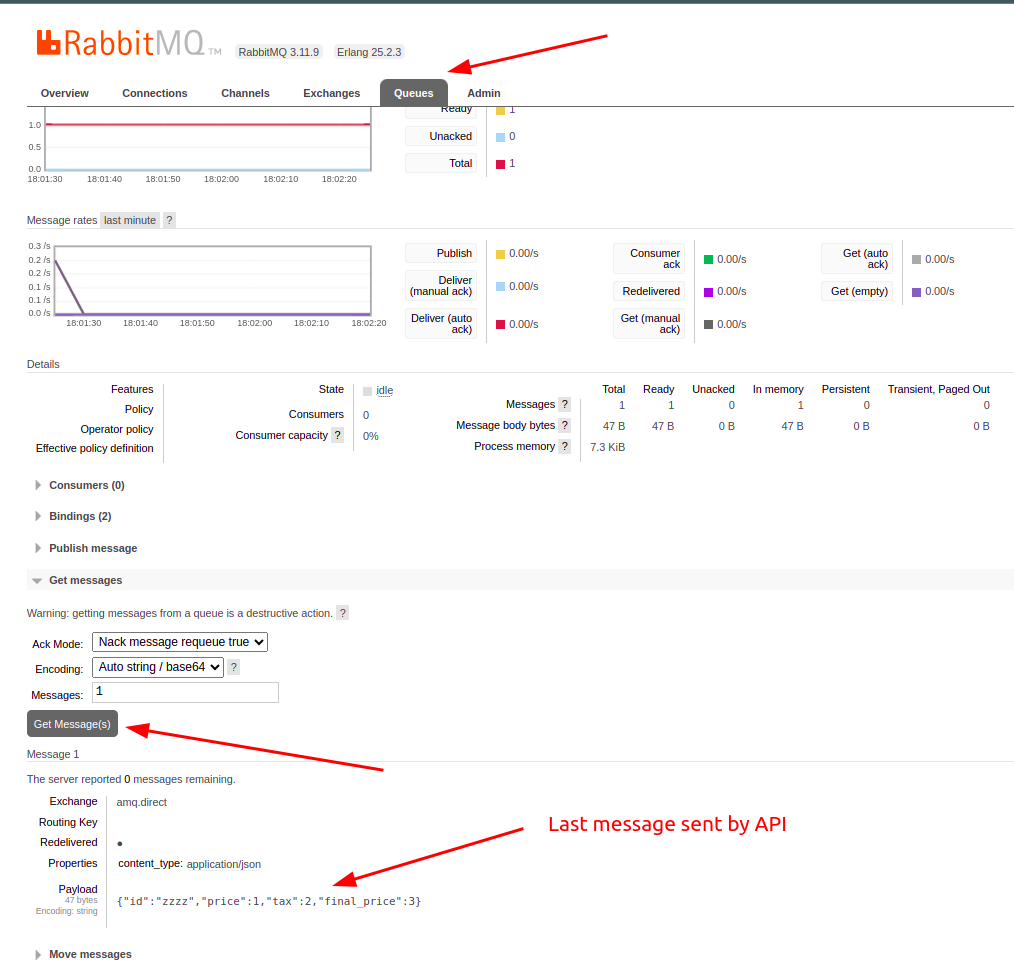 RabbitMQ TM RabbitMQ 3.11.9 Erlang 25.2.3
Overview Connections Channels Exchanges Queues Admin
Ready 1
1.0
Unacked 0
0.5
Total 1
0.0
18:01:30 18:01:40 18:01:50 18:02:00 18:02:10 18:02:20
Message rates last minute ?
0.3 /s
0.2 /s
0.2 /s
0.1 /s
0.1 /s
0.0 /s
18:01:30 18:01:40 18:01:50 18:02:00 18:02:10 18:02:20
Publish 0.00/s
Deliver
(manual ack) 0.00/s
Deliver (auto
ack) 0.00/s
Consumer
ack 0.00/s
Redelivered 0.00/s
Get (manual
ack) 0.00/s
Get (auto
ack) 0.00/s
Get (empty) 0.00/s
Details
Features
Policy
Operator policy
Effective policy definition
State idle
Consumers 0
Consumer capacity ? 0%
Total Ready Unacked In memory Persistent Transient, Paged Out
Messages ? 1 1 0 1 0 0
Message body bytes ? 47 B 47 B 0 B 47 B 0 B 0 B
Process memory ? 7.3 KiB
Consumers (0)
Bindings (2)
Publish message
Get messages
Warning: getting messages from a queue is a destructive action. ?
Ack Mode: Nack message requeue true
Encoding: Auto string / base64 ?
Messages: 1
Get Message(s)
Message 1
The server reported 0 messages remaining.
Exchange amq.direct
Routing Key
Last message sent by API
Redelivered ●
Properties content_type: application/json
Payload
47 bytes
Encoding: string
{"id":"zzzz","price":1,"tax":2,"final_price":3}
Move messages